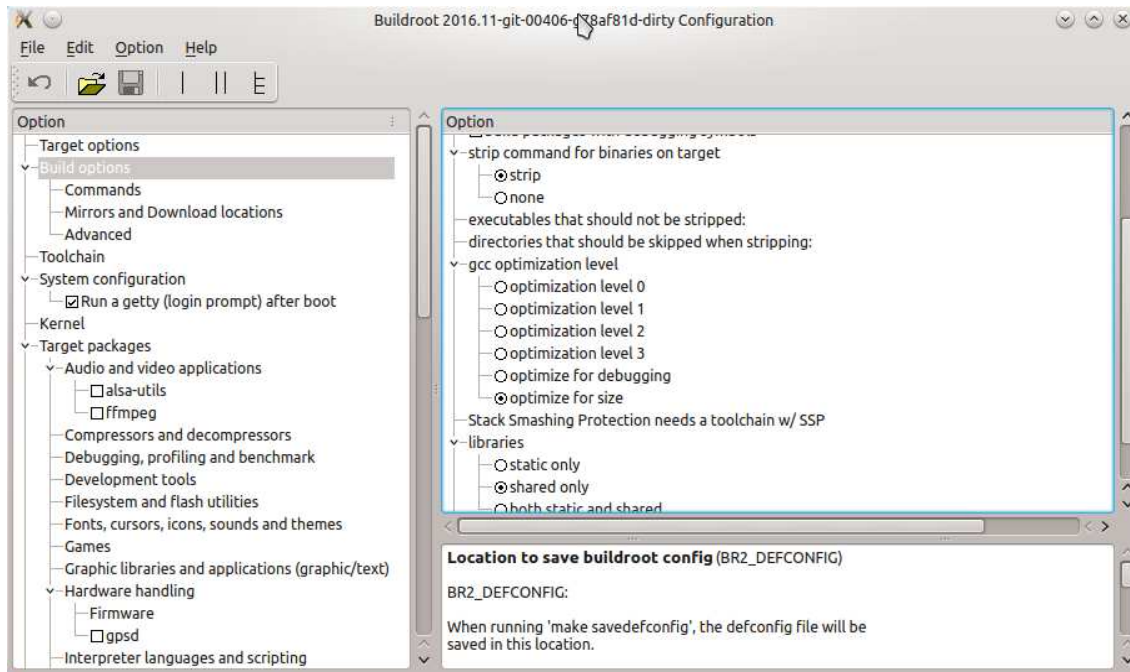 Buildroot 2016.11-git-00406-g78af81d-dirty Configuration
File Edit Option Help
Option
Target options
Build options
Commands
Mirrors and Download locations
Advanced
Toolchain
System configuration
Run a getty (login prompt) after boot
Kernel
Target packages
Audio and video applications
alsa-utils
ffmpeg
Compressors and decompressors
Debugging, profiling and benchmark
Development tools
Filesystem and flash utilities
Fonts, cursors, icons, sounds and themes
Games
Graphic libraries and applications (graphic/text)
Hardware handling
Firmware
gpsd
Interpreter languages and scripting
Option
strip command for binaries on target
strip
none
executables that should not be stripped:
directories that should be skipped when stripping:
gcc optimization level
optimization level 0
optimization level 1
optimization level 2
optimization level 3
optimize for debugging
optimize for size
Stack Smashing Protection needs a toolchain w/ SSP
libraries
static only
shared only
both static and shared
Location to save buildroot config (BR2_DEFCONFIG)
BR2_DEFCONFIG:
When running 'make savedefconfig', the defconfig file will be
saved in this location.